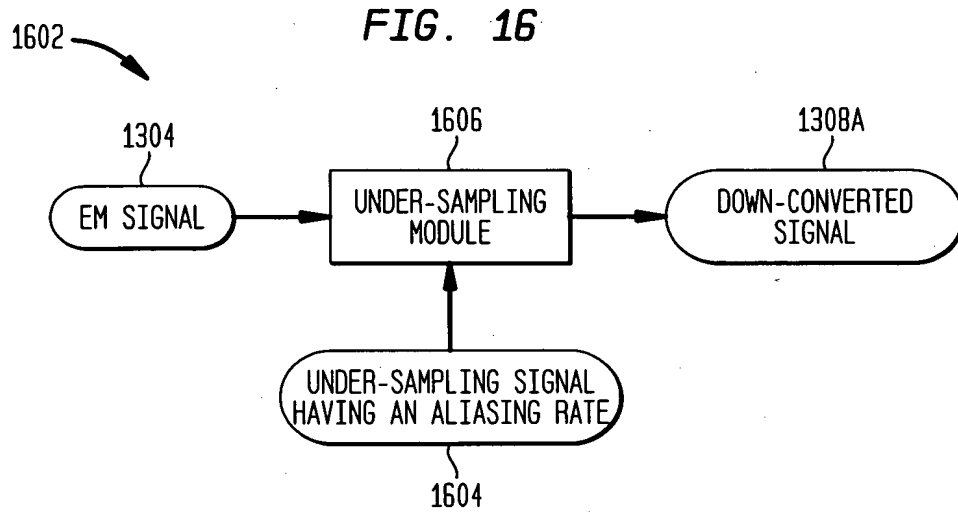 FIG. 16
1602
1304
1606
1308A
EM SIGNAL
UNDER-SAMPLING
MODULE
DOWN-CONVERTED
SIGNAL
UNDER-SAMPLING SIGNAL
HAVING AN ALIASING RATE
1604